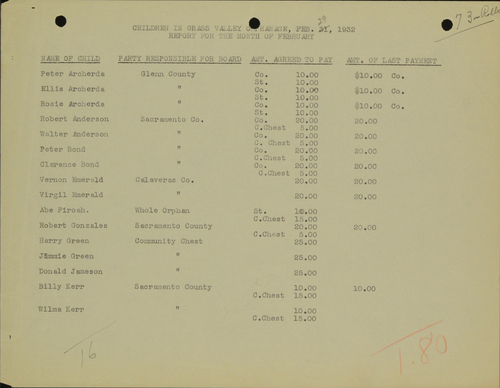 73-
CHILDREN IN GRASS VALLEY ORPHANAGE, FEB. 29, 1932
REPORT FOR THE MONTH OF FEBRUARY
NAME OF CHILD PARTY RESPONSIBLE FOR BOARD AMT. AGREED TO PAY AMT. OF LAST PAYMENT
Peter Archerda Glenn County Co. 10.00 $10.00 Co.
St. 10.00
Ellis Archerda " Co. 10.00 $10.00 Co.
St. 10.00
Rosie Archerda " Co. 10.00 $10.00 Co.
St. 10.00
Robert Anderson Sacramento Co. Co. 20.00 20.00
C.Chest 5.00
Walter Anderson " Co. 20.00 20.00
C. Chest 5.00
Peter Bond " Co. 20.00 20.00
C.Chest 5.00
Clarence Bond " Co. 20.00 20.00
C.Chest 5.00
Vernon Emerald Calaveras Co. 20.00 20.00
Virgil Emerald " 20.00 20.00
Abe Piroah. Whole Orphan St. 10.00
C.Chest 15.00
Robert Gonzales Sacramento County 20.00 20.00
C.Chest 5.00
Harry Green Community Chest 25.00
Jimmie Green " 25.00
Donald Jameson " 25.00
Billy Kerr Sacramento County 10.00 10.00
C.Chest 15.00
Wilma Kerr " 10.00
C.Chest 15.00
16
1.80